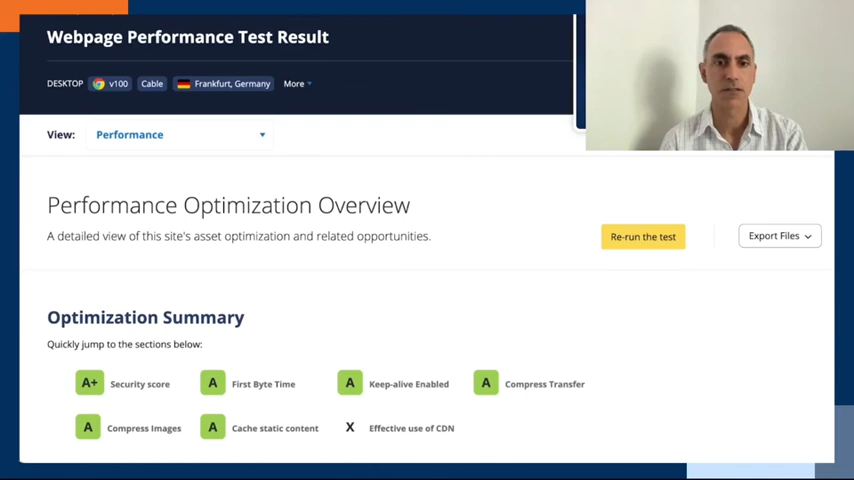 Webpage Performance Test Result
DESKTOP v100 Cable Frankfurt, Germany More
View: Performance
Performance Optimization Overview
A detailed view of this site's asset optimization and related opportunities.
Re-run the test
Export Files
Optimization Summary
Quickly jump to the sections below:
A+ Security score A First Byte Time A Keep-alive Enabled A Compress Transfer
A Compress Images A Cache static content X Effective use of CDN